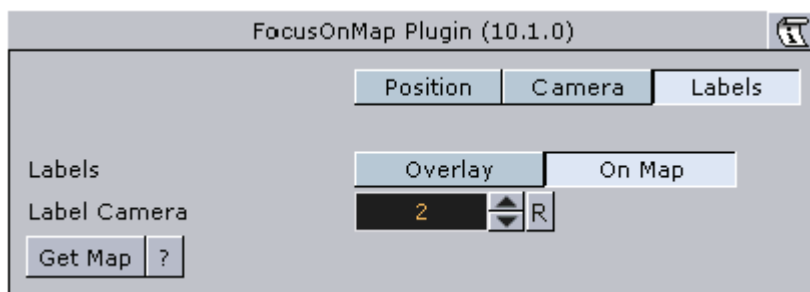 FocusOnMap Plugin (10.1.0)
Position Camera Labels
Labels Overlay On Map
Label Camera 2 R
Get Map ?